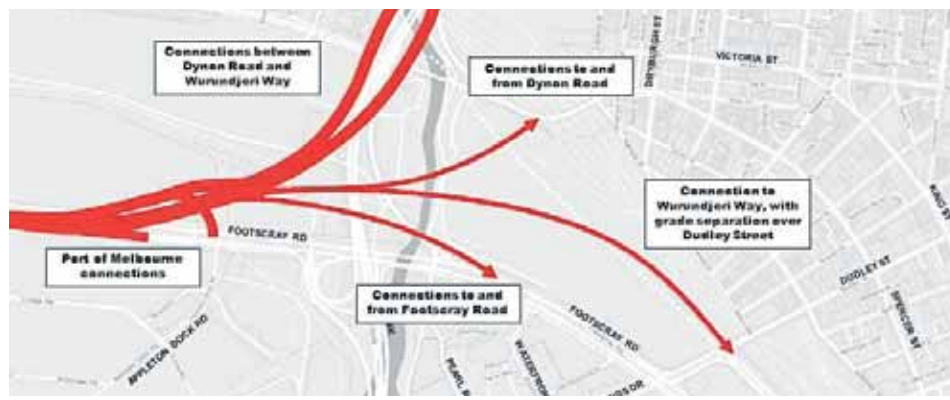 Connections between
Dynon Road and
Wurundjeri Way
Connections to and
from Dynon Road
DRYBURGH ST
VICTORIA ST
Connection to
Wurundjeri Way, with
grade separation over
Dudley Street
KING ST
FOOTSCRAY RD
Port of Melbourne
connections
Connections to and
from Footscray Road
DUDLEY ST
SPENCER ST
FOOTSCRAY RD
APPLETON DOCK RD
PEARL R
WATERFRON